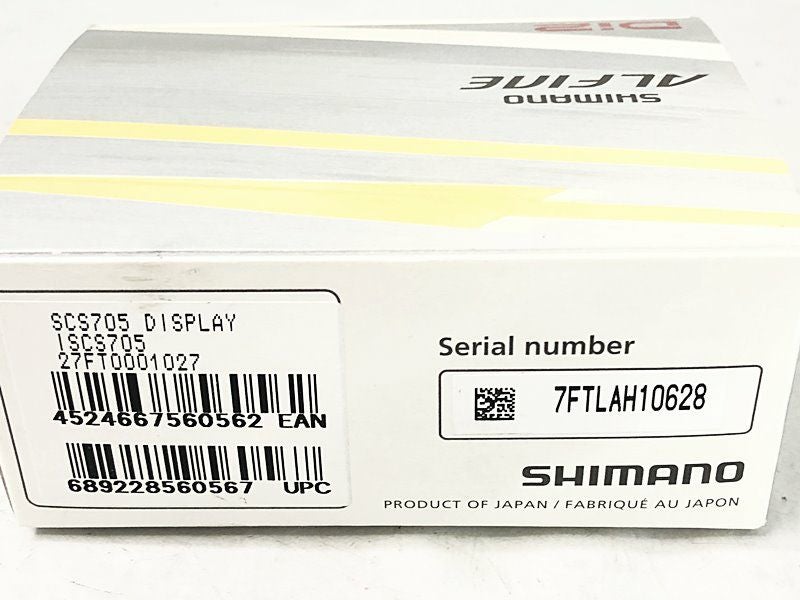 Di2
SHIMANO
ALFINE
SCS705 DISPLAY
ISCS705
27FT0001027
4524667560562 EAN
689228560567 UPC
Serial number
7FTLAH10628
SHIMANO
PRODUCT OF JAPAN / FABRIQUÉ AU JAPON